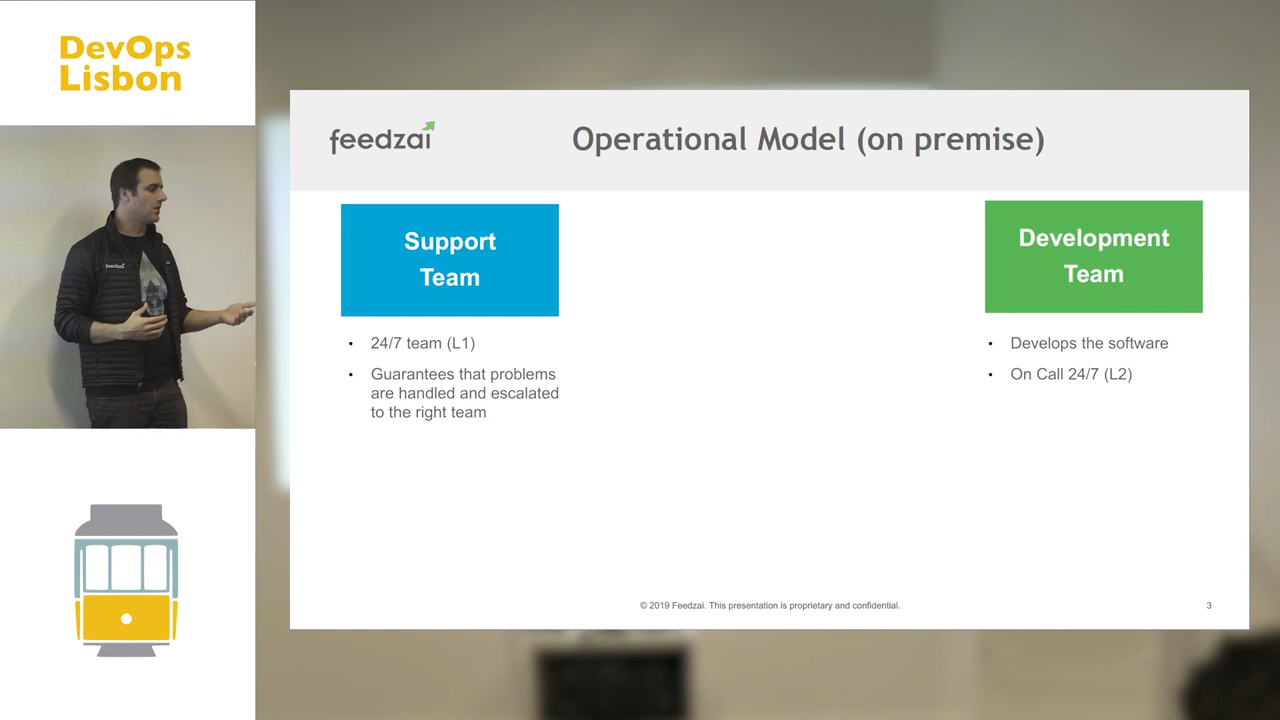 DevOps
Lisbon
feedzai
Operational Model (on premise)
Support
Team
• 24/7 team (L1)
• Guarantees that problems
are handled and escalated
to the right team
Development
Team
• Develops the software
• On Call 24/7 (L2)
© 2019 Feedzai. This presentation is proprietary and confidential.
3
feedzai